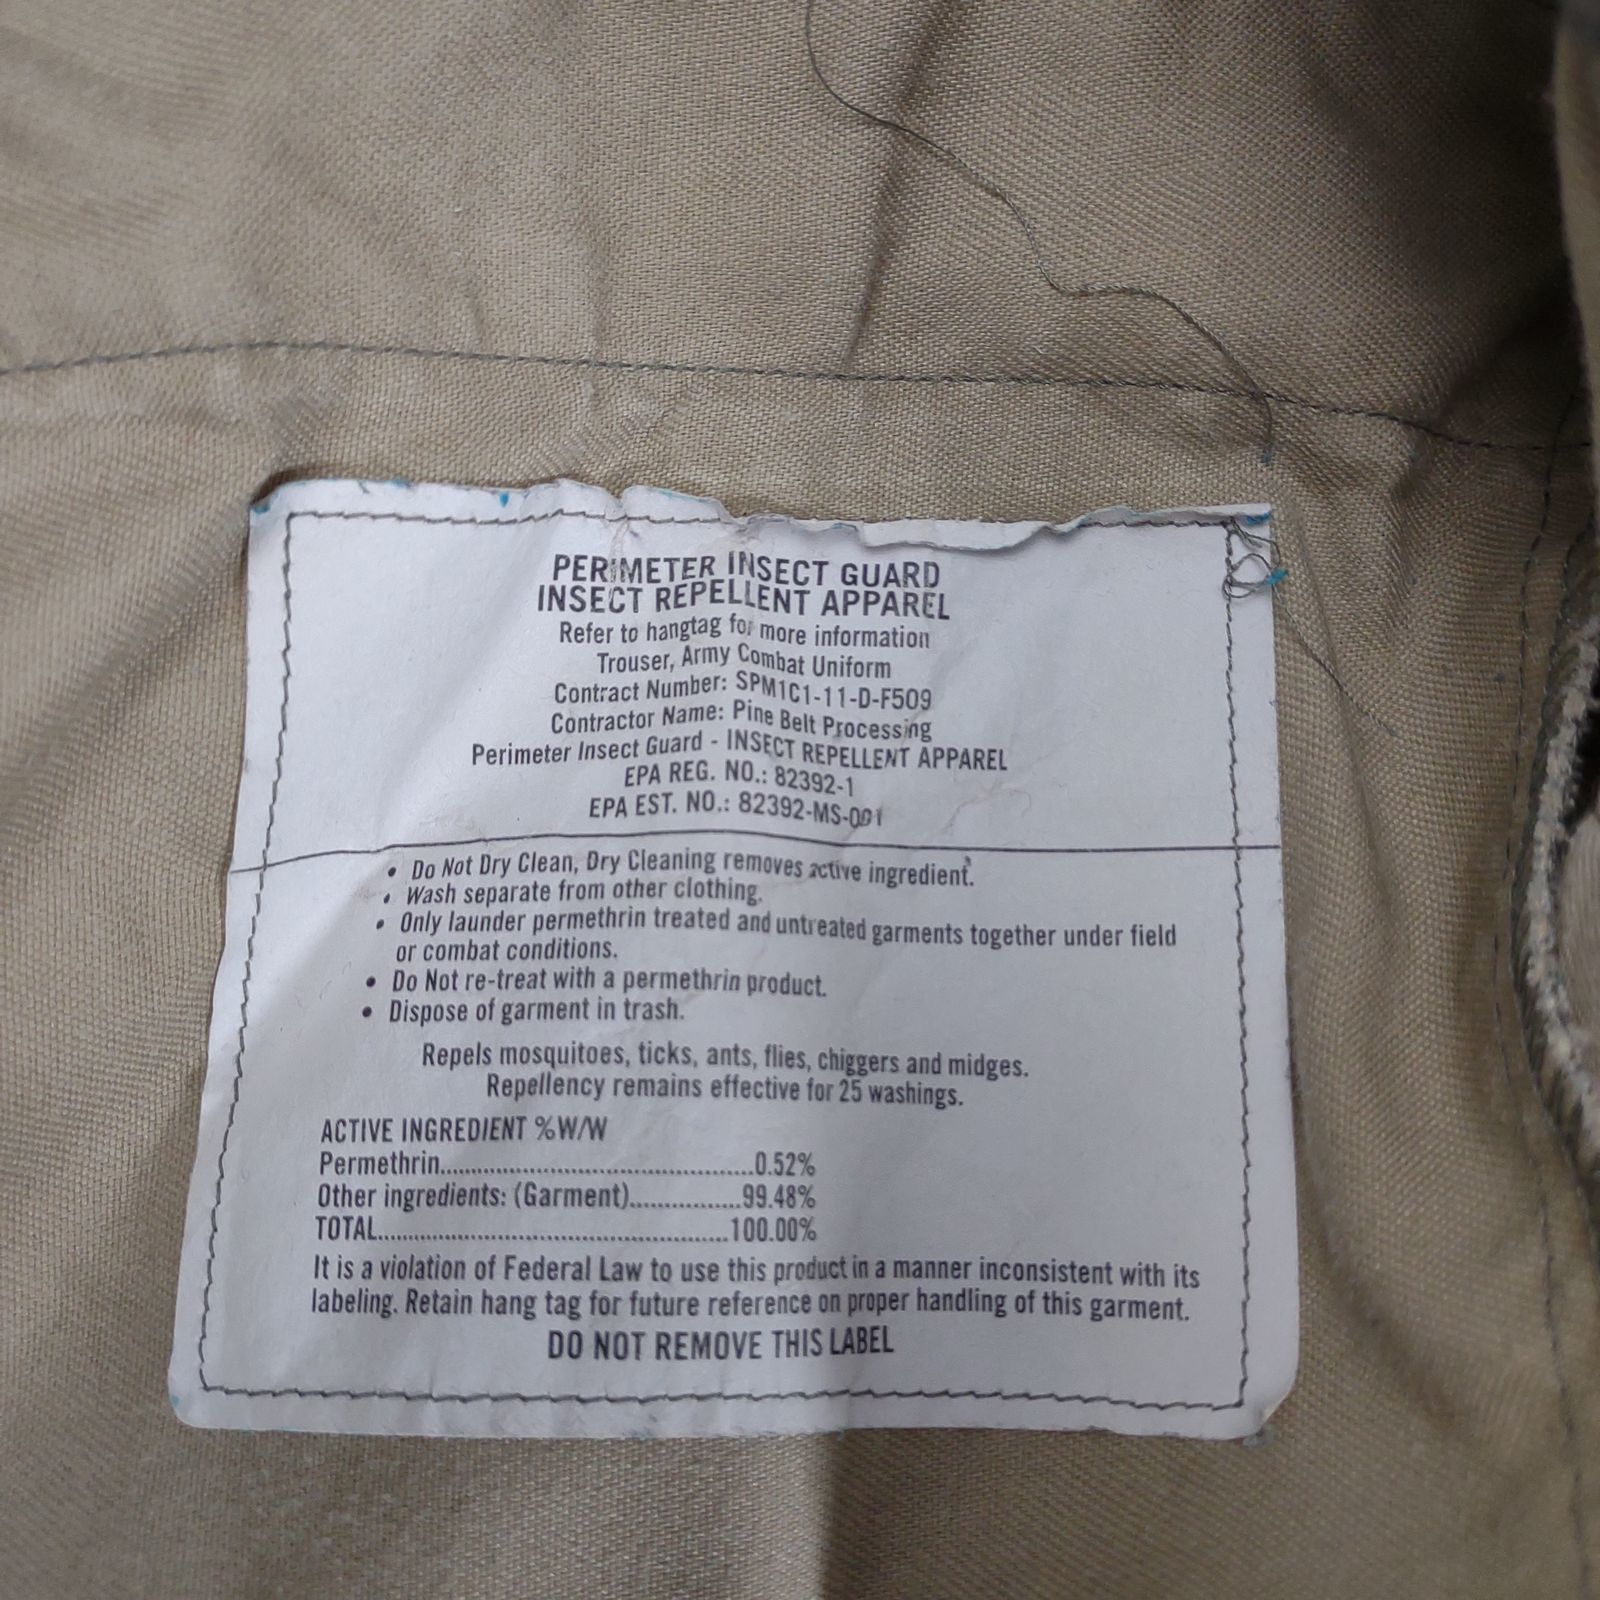 PERIMETER INSECT GUARD
INSECT REPELLENT APPAREL
Refer to hangtag for more information
Trouser, Army Combat Uniform
Contract Number: SPM1C1-11-D-F509
Contractor Name: Pine Belt Processing
Perimeter Insect Guard - INSECT REPELLENT APPAREL
EPA REG. NO.: 82392-1
EPA EST. NO.: 82392-MS-001
• Do Not Dry Clean, Dry Cleaning removes active ingredient.
• Wash separate from other clothing.
• Only launder permethrin treated and untreated garments together under field
or combat conditions.
• Do Not re-treat with a permethrin product.
• Dispose of garment in trash.
Repels mosquitoes, ticks, ants, flies, chiggers and midges.
Repellency remains effective for 25 washings.
ACTIVE INGREDIENT %W/W
Permethrin....................................................0.52%
Other ingredients: (Garment)..................99.48%
TOTAL..........................................................100.00%
It is a violation of Federal Law to use this product in a manner inconsistent with its
labeling. Retain hang tag for future reference on proper handling of this garment.
DO NOT REMOVE THIS LABEL